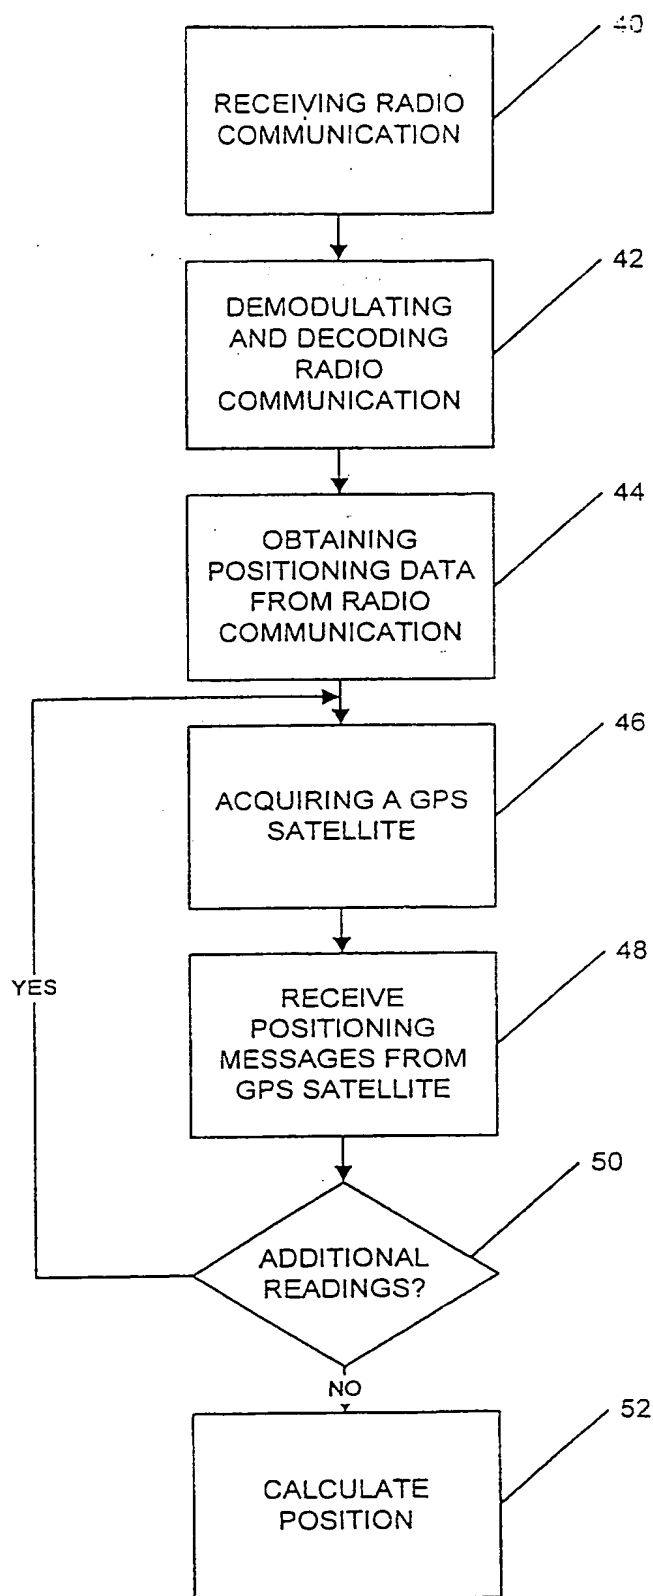 40
RECEIVING RADIO
COMMUNICATION
42
DEMODULATING
AND DECODING
RADIO
COMMUNICATION
44
OBTAINING
POSITIONING DATA
FROM RADIO
COMMUNICATION
46
ACQUIRING A GPS
SATELLITE
48
YES
RECEIVE
POSITIONING
MESSAGES FROM
GPS SATELLITE
50
ADDITIONAL
READINGS?
NO
52
CALCULATE
POSITION